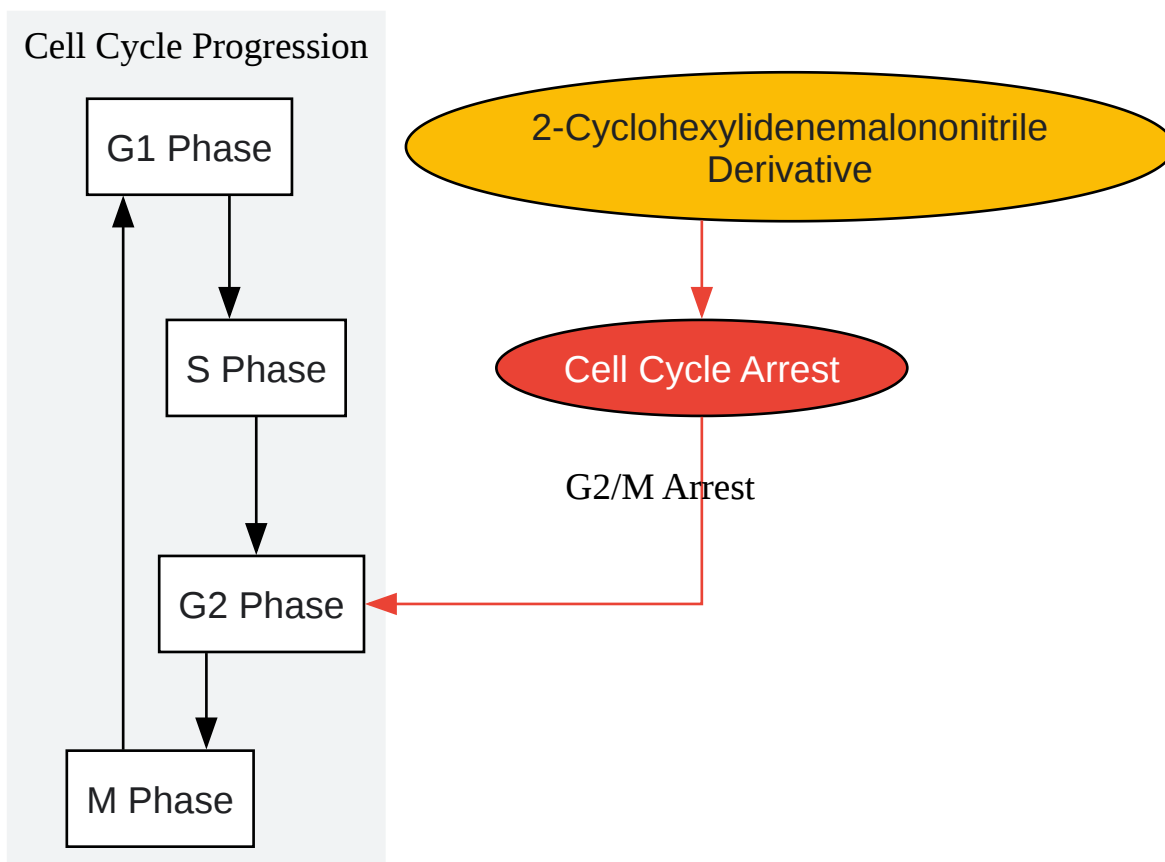 Cell Cycle Progression
G1 Phase
2-Cyclohexylidenemalononitrile
Derivative
S Phase
Cell Cycle Arrest
G2/M Arrest
G2 Phase
M Phase